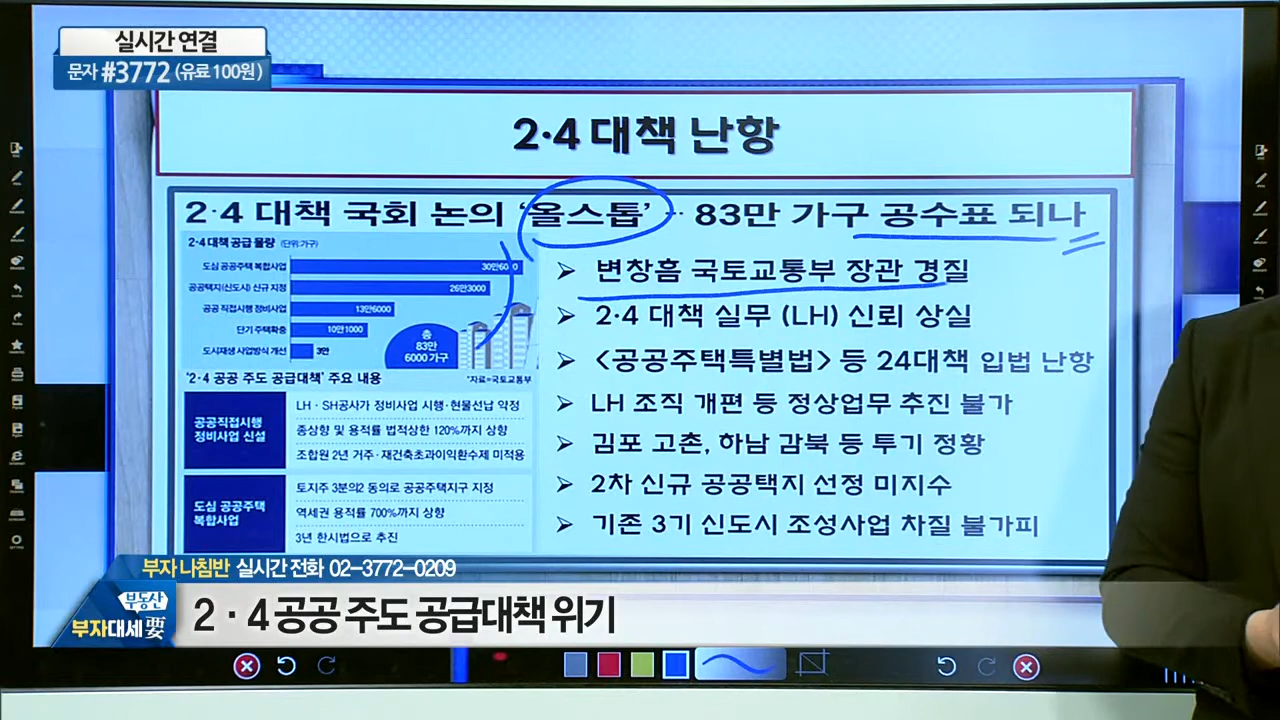 실시간 연결
문자 #3772 (유료 100원)
2·4 대책 난항
2·4 대책 국회 논의 ‘올스톱’… 83만 가구 공수표 되나
2·4 대책 공급 물량 (단위:가구)
도심 공공주택 복합사업 30만6000
공공택지(신도시) 신규 지정 26만3000
공공 직접시행 정비사업 13만6000
단기 주택확충 10만1000
도시재생 사업방식 개선 3만
총
83만
6000 가구
‘2·4 공공 주도 공급대책’ 주요 내용
*자료=국토교통부
공공직접시행
정비사업 신설
LH·SH공사가 정비사업 시행·현물선납 약정
종상향 및 용적률 법적상한 120%까지 상향
조합원 2년 거주·재건축초과이익환수제 미적용
도심 공공주택
복합사업
토지주 3분의2 동의로 공공주택지구 지정
역세권 용적률 700%까지 상향
3년 한시법으로 추진
➢ 변창흠 국토교통부 장관 경질
➢ 2·4 대책 실무 (LH) 신뢰 상실
➢ <공공주택특별법> 등 24대책 입법 난항
➢ LH 조직 개편 등 정상업무 추진 불가
➢ 김포 고촌, 하남 감북 등 투기 정황
➢ 2차 신규 공공택지 선정 미지수
➢ 기존 3기 신도시 조성사업 차질 불가피
부자 나침반 실시간 전화 02-3772-0209
부동산
부자대세 要
2·4 공공 주도 공급대책 위기